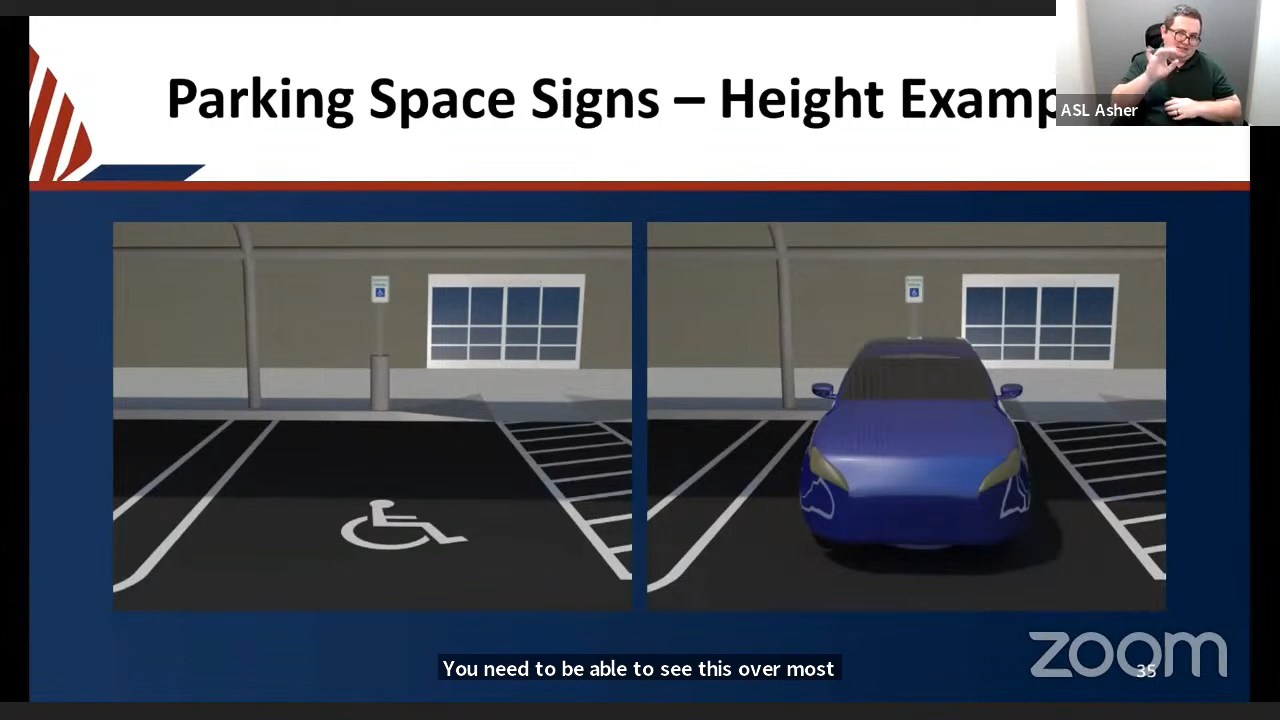 Parking Space Signs – Height Examp
ASL Asher
You need to be able to see this over most
zoom
35